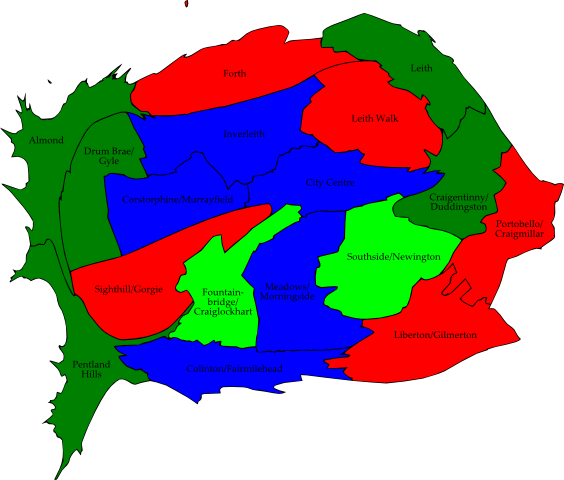 Forth
Leith
Leith Walk
Almond
Inverleith
Drum Brae/
Gyle
City Centre
Corstorphine/Murrayfield
Craigentinny/
Duddingston
Portobello/
Craigmillar
Southside/Newington
Sighthill/Gorgie
Fountain-
bridge/
Craiglockhart
Meadows/
Morningside
Liberton/Gilmerton
Pentland
Hills
Colinton/Fairmilehead